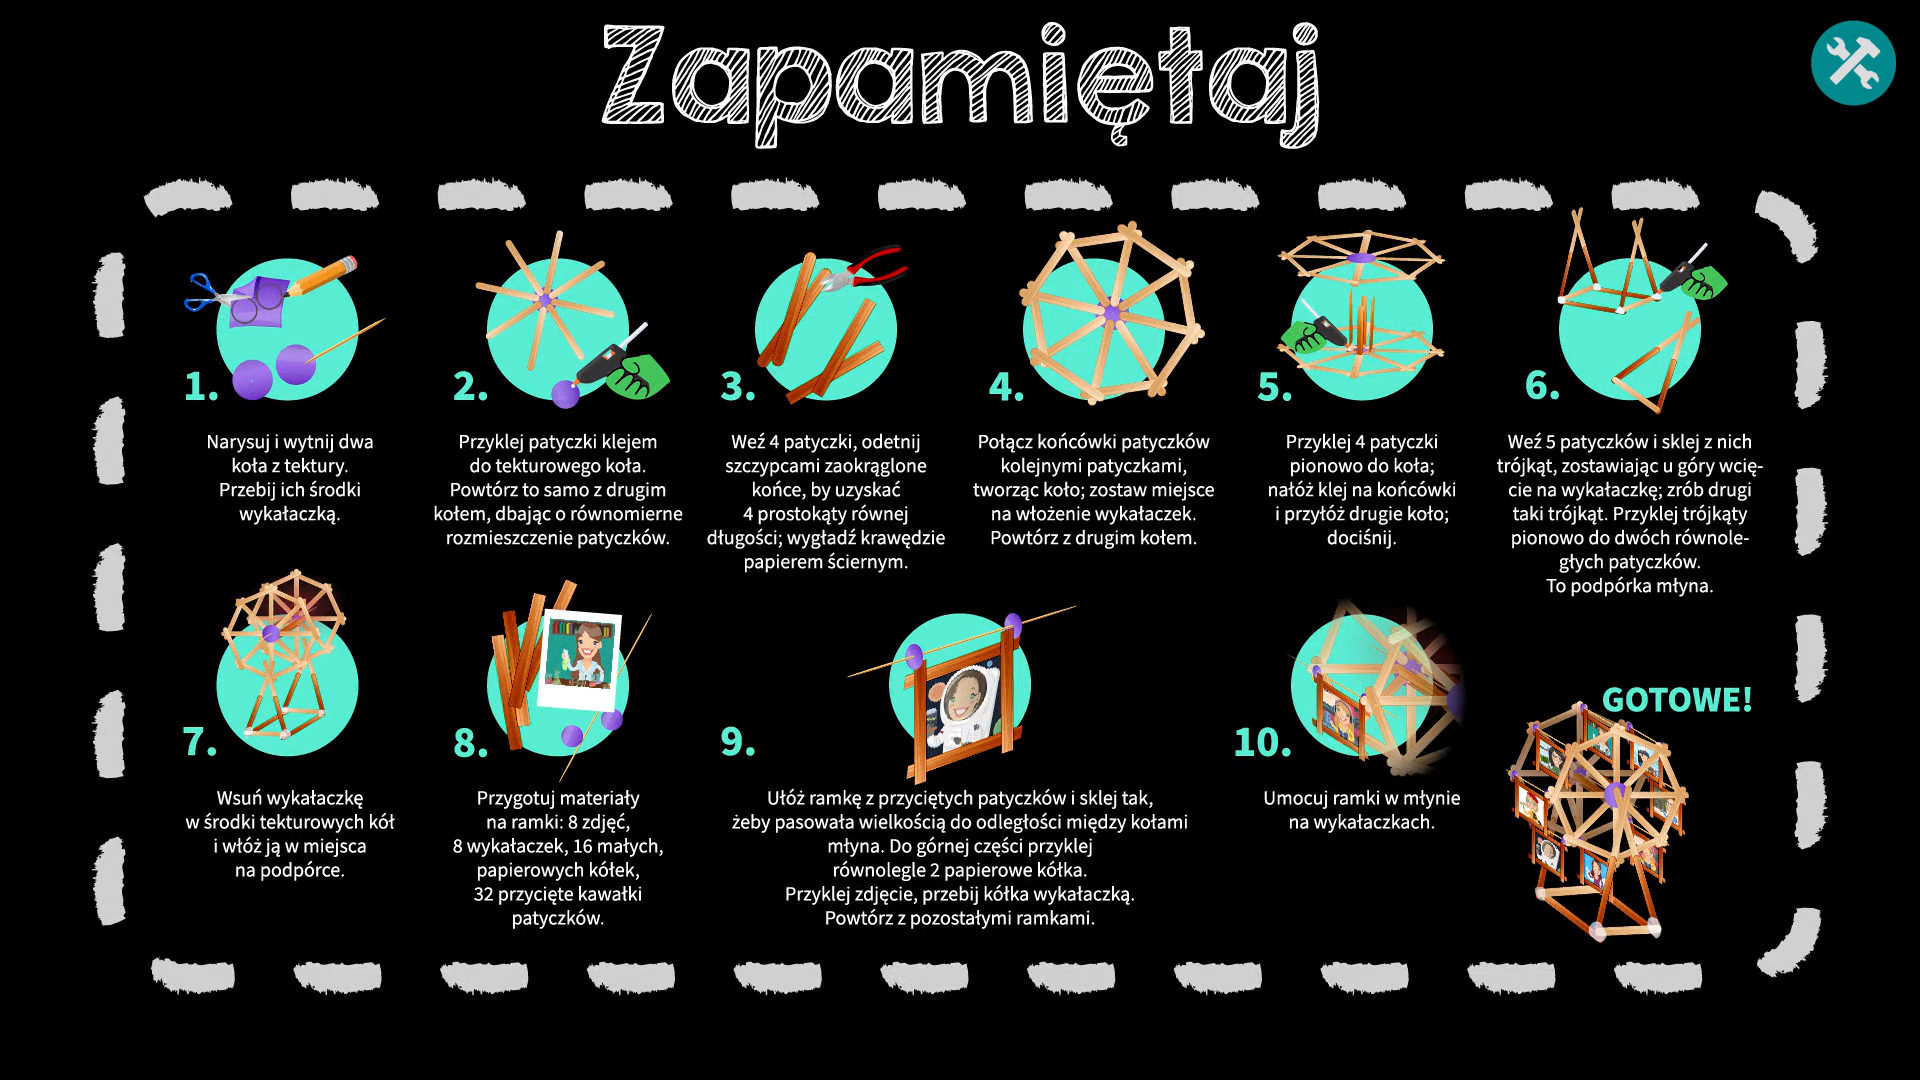 Zapamiętaj
1.
Narysuj i wytnij dwa
koła z tektury.
Przebij ich środki
wykałaczką.
2.
Przyklej patyczki klejem
do tekturowego koła.
Powtórz to samo z drugim
kołem, dbając o równomierne
rozmieszczenie patyczków.
3.
Weź 4 patyczki, odetnij
szczypcami zaokrąglone
końce, by uzyskać
4 prostokąty równej
długości; wygładź krawędzie
papierem ściernym.
4.
Połącz końcówki patyczków
kolejnymi patyczkami,
tworząc koło; zostaw miejsce
na włożenie wykałaczek.
Powtórz z drugim kołem.
5.
Przyklej 4 patyczki
pionowo do koła;
nałóż klej na końcówki
i przyłóż drugie koło;
dociśnij.
6.
Weź 5 patyczków i sklej z nich
trójkąt, zostawiając u góry wcię-
cie na wykałaczkę; zrób drugi
taki trójkąt. Przyklej trójkąty
pionowo do dwóch równole-
głych patyczków.
To podpórka młyna.
7.
Wsuń wykałaczkę
w środki tekturowych kół
i włóż ją w miejsca
na podpórce.
8.
Przygotuj materiały
na ramki: 8 zdjęć,
8 wykałaczek, 16 małych,
papierowych kółek,
32 przycięte kawałki
patyczków.
9.
Ułóż ramkę z przyciętych patyczków i sklej tak,
żeby pasowała wielkością do odległości między kołami
młyna. Do górnej części przyklej
równolegle 2 papierowe kółka.
Przyklej zdjęcie, przebij kółka wykałaczką.
Powtórz z pozostałymi ramkami.
10.
Umocuj ramki w młynie
na wykałaczkach.
GOTOWE!